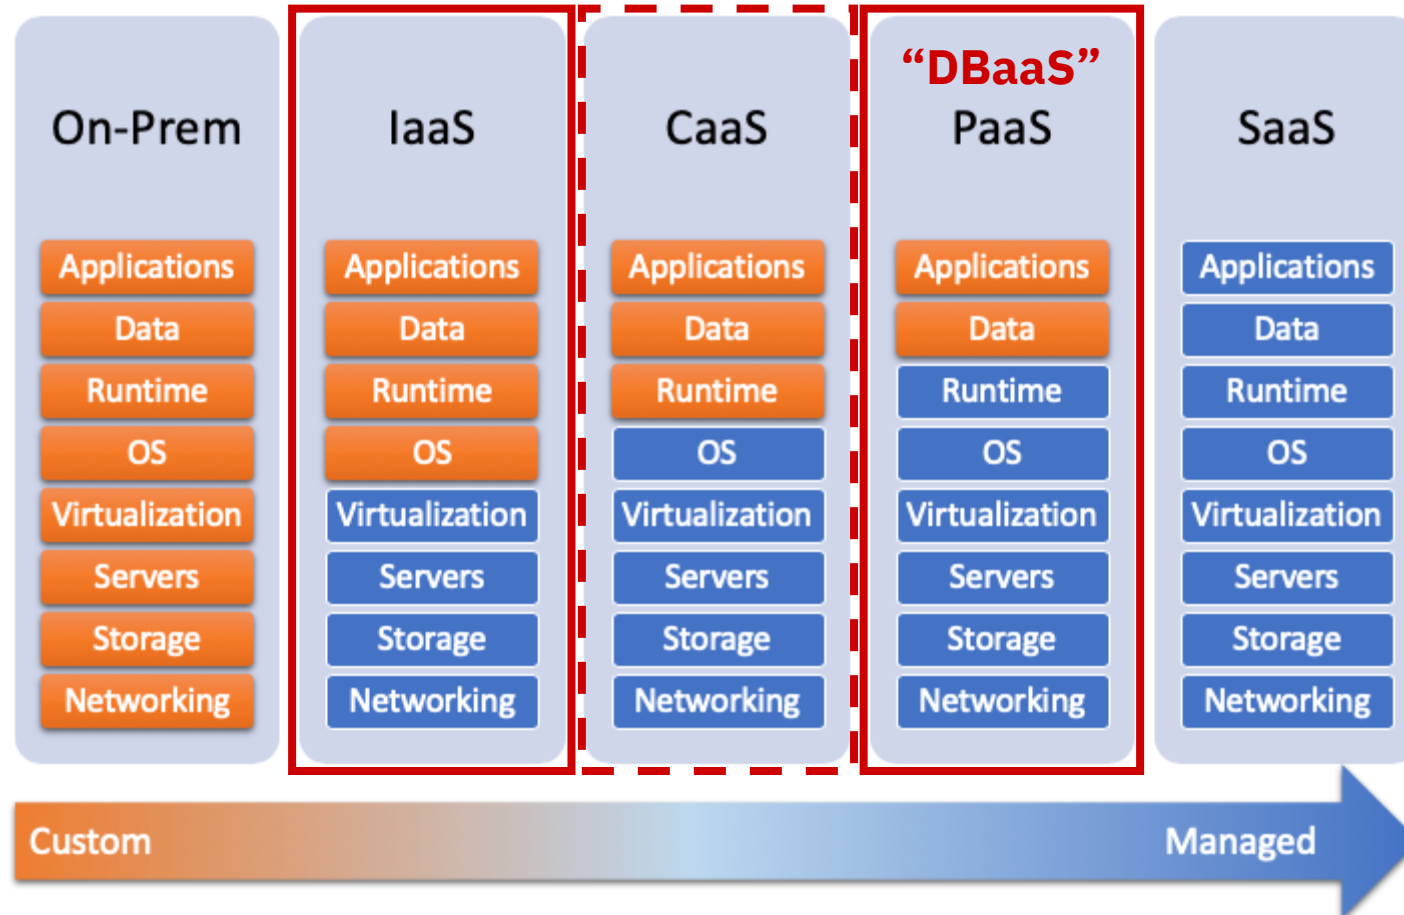 “DBaaS”
On-Prem
IaaS
CaaS
PaaS
SaaS
Applications
Data
Runtime
OS
Virtualization
Servers
Storage
Networking
Applications
Data
Runtime
OS
Virtualization
Servers
Storage
Networking
Applications
Data
Runtime
OS
Virtualization
Servers
Storage
Networking
Applications
Data
Runtime
OS
Virtualization
Servers
Storage
Networking
Applications
Data
Runtime
OS
Virtualization
Servers
Storage
Networking
Custom
Managed